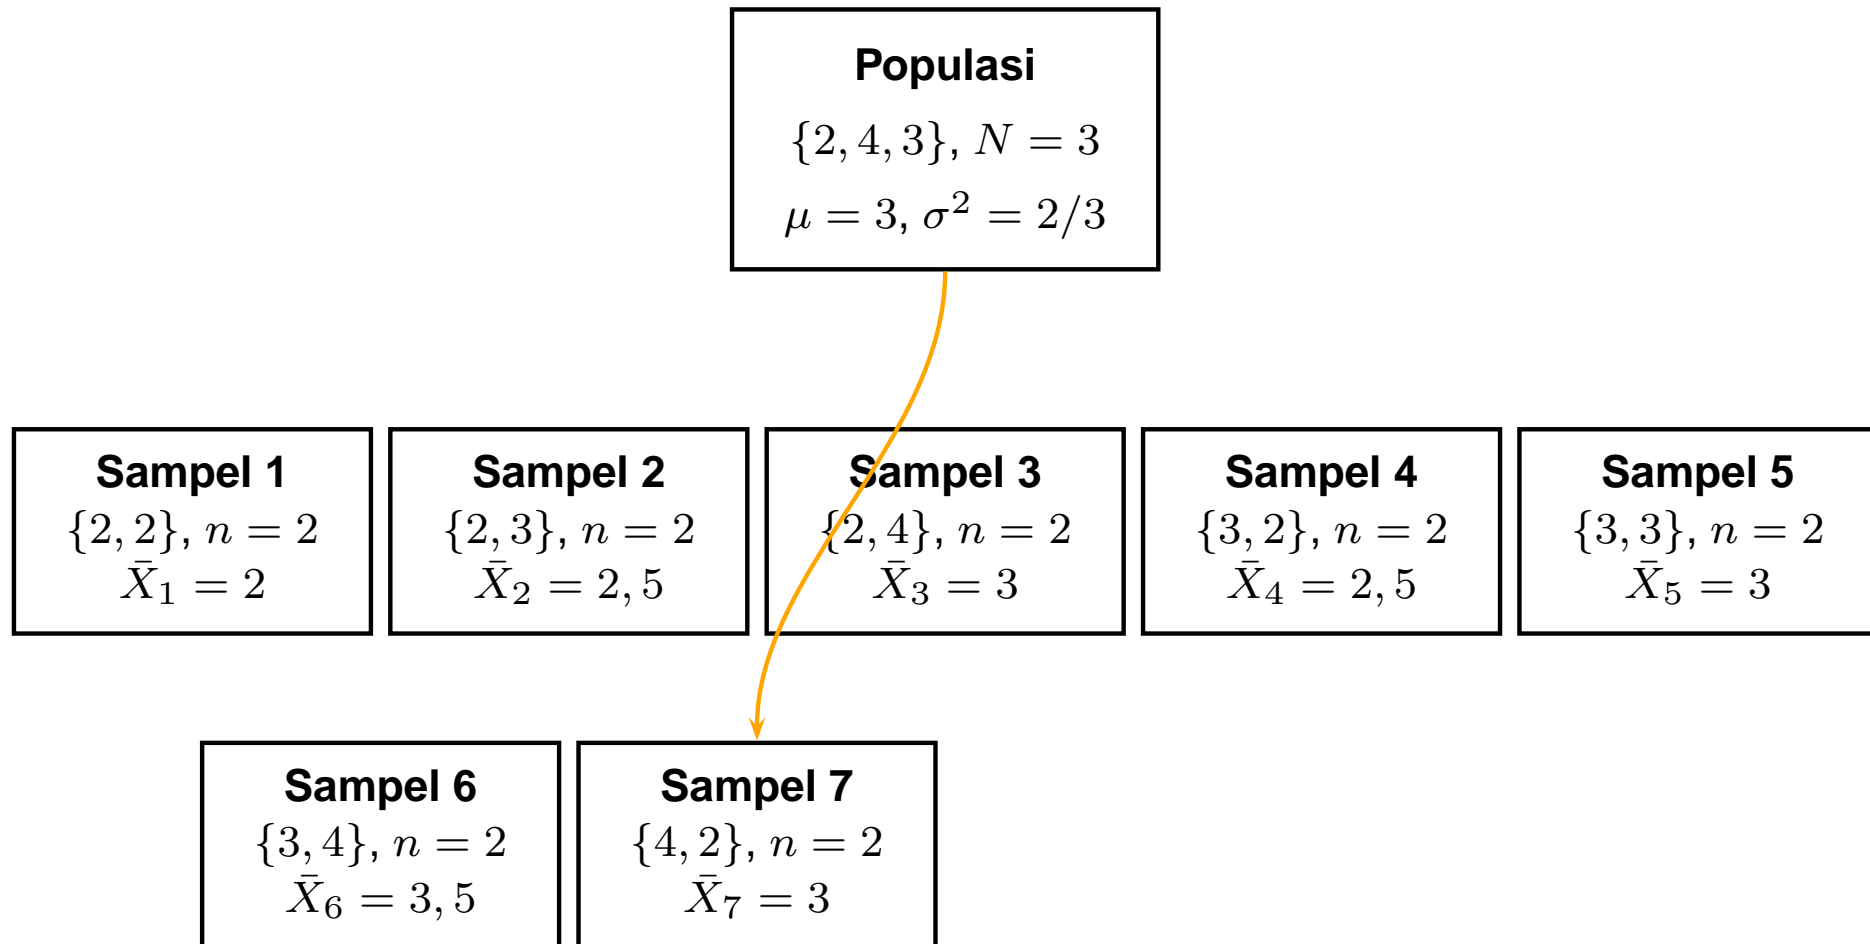 Populasi
{2, 4, 3}, N = 3
μ = 3, σ² = 2/3
Sampel 1
{2, 2}, n = 2
X̄₁ = 2
Sampel 2
{2, 3}, n = 2
X̄₂ = 2, 5
Sampel 3
{2, 4}, n = 2
X̄₃ = 3
Sampel 4
{3, 2}, n = 2
X̄₄ = 2, 5
Sampel 5
{3, 3}, n = 2
X̄₅ = 3
Sampel 6
{3, 4}, n = 2
X̄₆ = 3, 5
Sampel 7
{4, 2}, n = 2
X̄₇ = 3